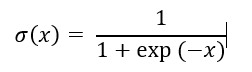 σ(x) = 1 / (1 + exp (−x))